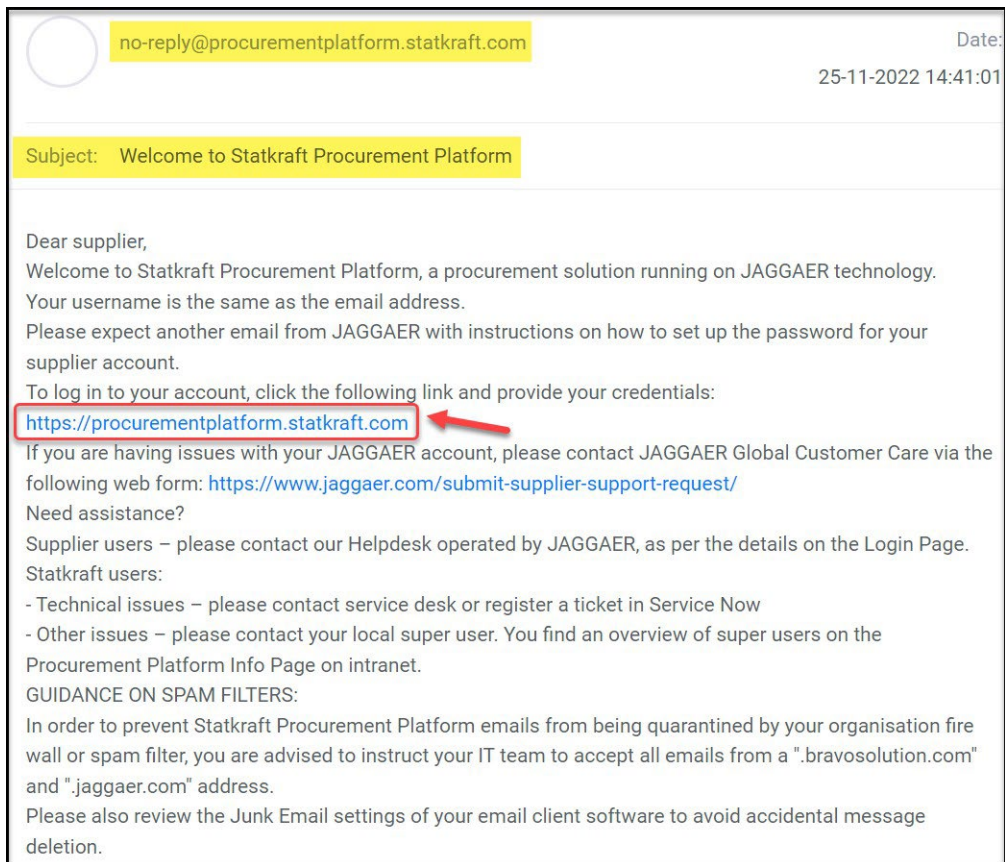 no-reply@procurementplatform.statkraft.com
Date:
25-11-2022 14:41:01
Subject: Welcome to Statkraft Procurement Platform
Dear supplier,
Welcome to Statkraft Procurement Platform, a procurement solution running on JAGGAER technology.
Your username is the same as the email address.
Please expect another email from JAGGAER with instructions on how to set up the password for your
supplier account.
To log in to your account, click the following link and provide your credentials:
https://procurementplatform.statkraft.com
If you are having issues with your JAGGAER account, please contact JAGGAER Global Customer Care via the
following web form: https://www.jaggaer.com/submit-supplier-support-request/
Need assistance?
Supplier users – please contact our Helpdesk operated by JAGGAER, as per the details on the Login Page.
Statkraft users:
- Technical issues – please contact service desk or register a ticket in Service Now
- Other issues – please contact your local super user. You find an overview of super users on the
Procurement Platform Info Page on intranet.
GUIDANCE ON SPAM FILTERS:
In order to prevent Statkraft Procurement Platform emails from being quarantined by your organisation fire
wall or spam filter, you are advised to instruct your IT team to accept all emails from a ".bravosolution.com"
and ".jaggaer.com" address.
Please also review the Junk Email settings of your email client software to avoid accidental message
deletion.